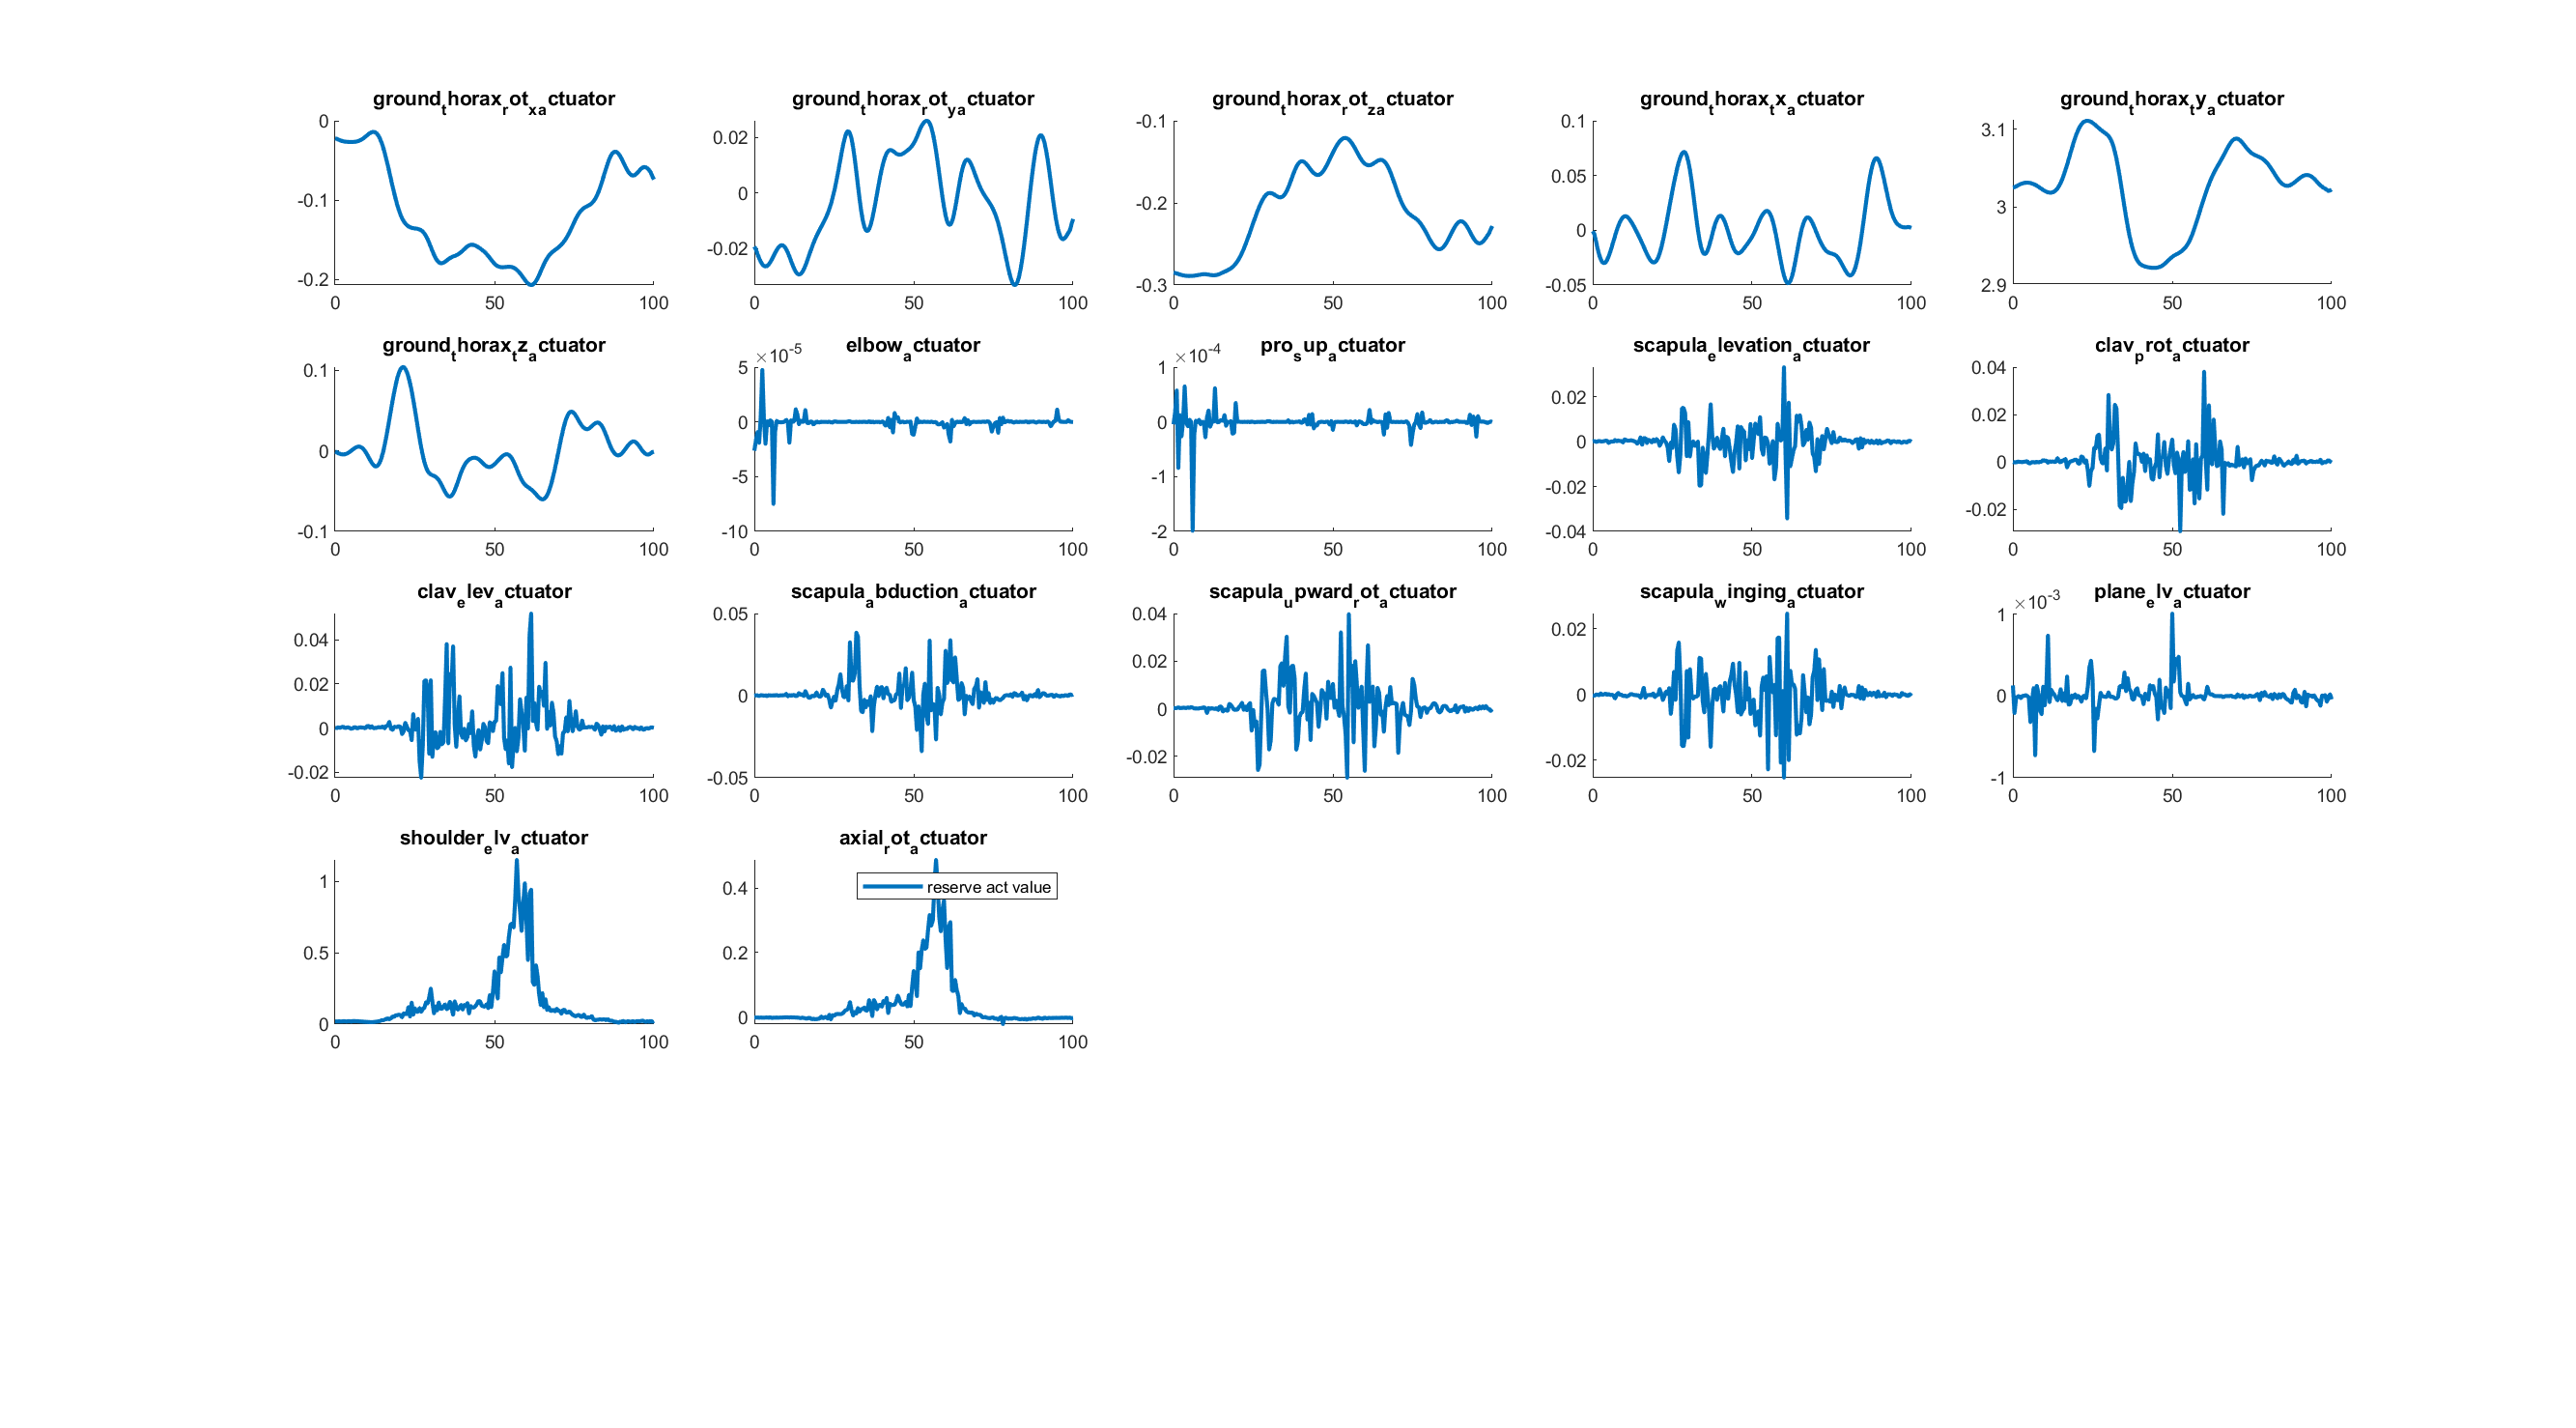 ground_thorax_rot_x_actuator ground_thorax_rot_y_actuator ground_thorax_rot_z_actuator ground_thorax_tx_actuator ground_thorax_ty_actuator
0 -0.1 -0.2 0 50 100
0.02 0 -0.02 0 50 100
-0.1 -0.2 -0.3 0 50 100
0.1 0.05 0 -0.05 0 50 100
3.1 3 2.9 0 50 100
ground_thorax_tz_actuator elbow_actuator pro_sup_actuator scapula_elevation_actuator clav_prot_actuator
0.1 0 -0.1 0 50 100
×10-5 5 0 -5 -10 0 50 100
×10-4 1 0 -1 -2 0 50 100
0.02 0 -0.02 -0.04 0 50 100
0.04 0.02 0 -0.02 0 50 100
clav_elev_actuator scapula_abduction_actuator scapula_upward_rot_actuator scapula_winging_actuator plane_elv_actuator
0.04 0.02 0 -0.02 0 50 100
0.05 0 -0.05 0 50 100
0.04 0.02 0 -0.02 0 50 100
0.02 0 -0.02 0 50 100
×10-3 1 0 -1 0 50 100
shoulder_elv_actuator axial_rot_actuator
1 0.5 0 0 50 100
0.4 0.2 0 0 50 100
reserve act value